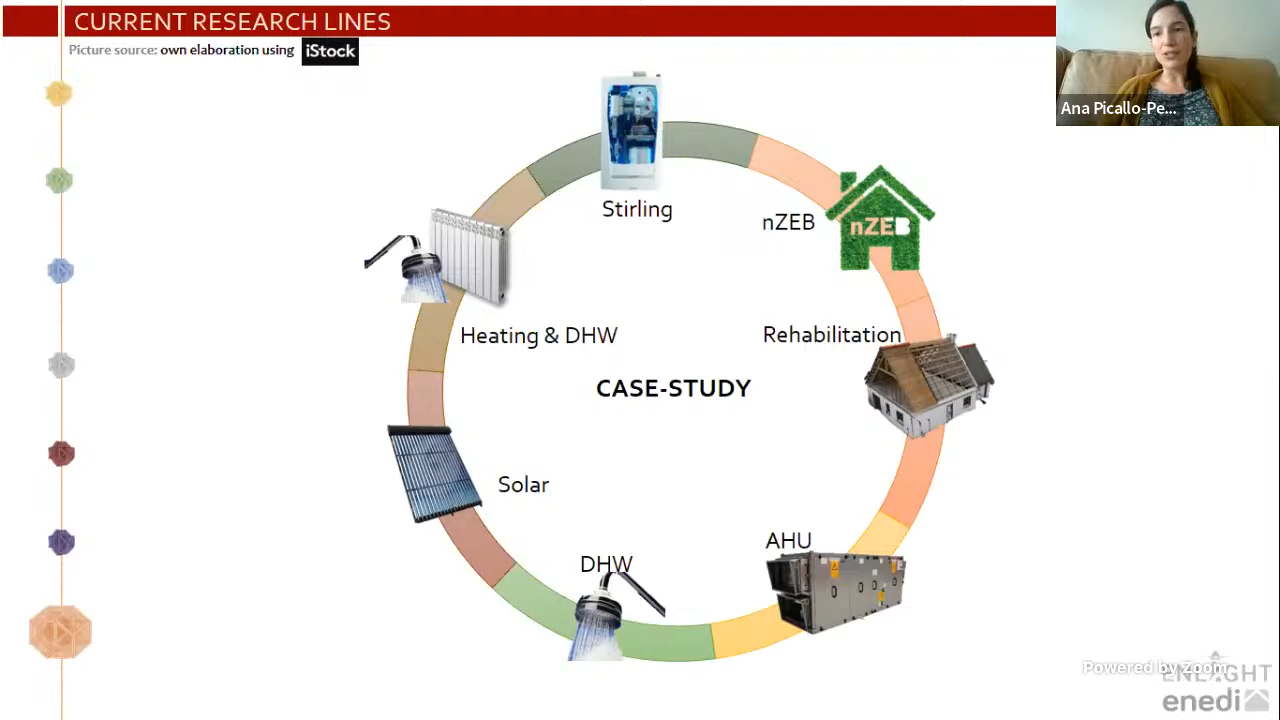 CURRENT RESEARCH LINES
Picture source: own elaboration using iStock
Ana Picallo-Pe...
Stirling
nZEB
nZEB
Heating & DHW
Rehabilitation
CASE-STUDY
Solar
AHU
DHW
Powered by Zoom
ENLIGHT
enedi